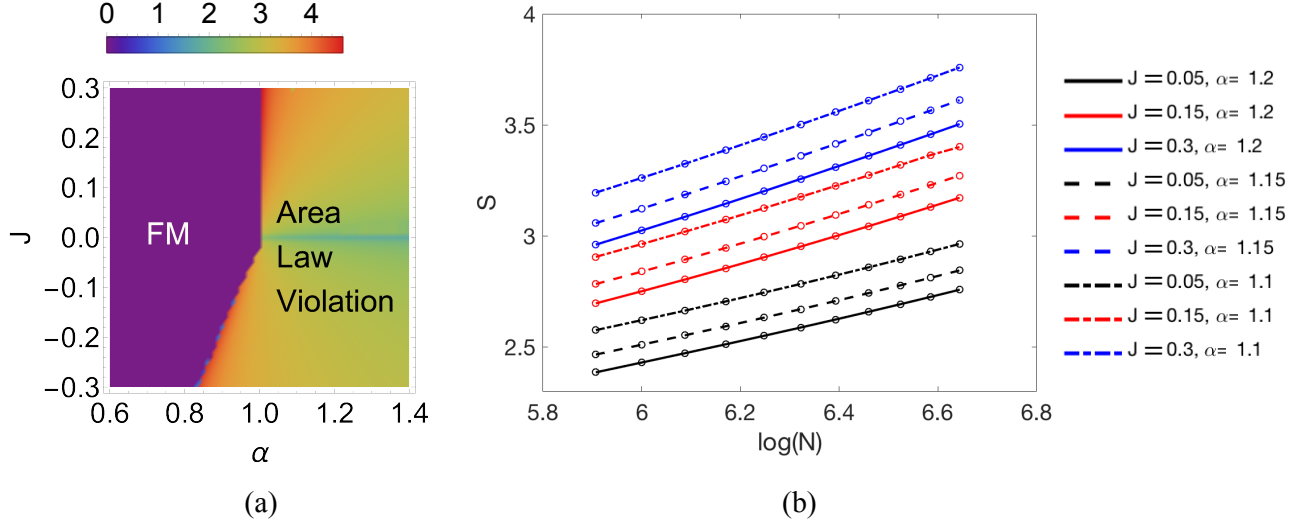 0 1 2 3 4
0.3
0.2
0.1
0.0
−0.1
−0.2
−0.3
J
FM
Area
Law
Violation
0.6 0.8 1.0 1.2 1.4
α
(a)
4
3.5
3
2.5
S
5.8 6 6.2 6.4 6.6 6.8
log(N)
(b)
J = 0.05, α= 1.2
J = 0.15, α= 1.2
J = 0.3, α= 1.2
J = 0.05, α= 1.15
J = 0.15, α= 1.15
J = 0.3, α= 1.15
J = 0.05, α= 1.1
J = 0.15, α= 1.1
J = 0.3, α= 1.1